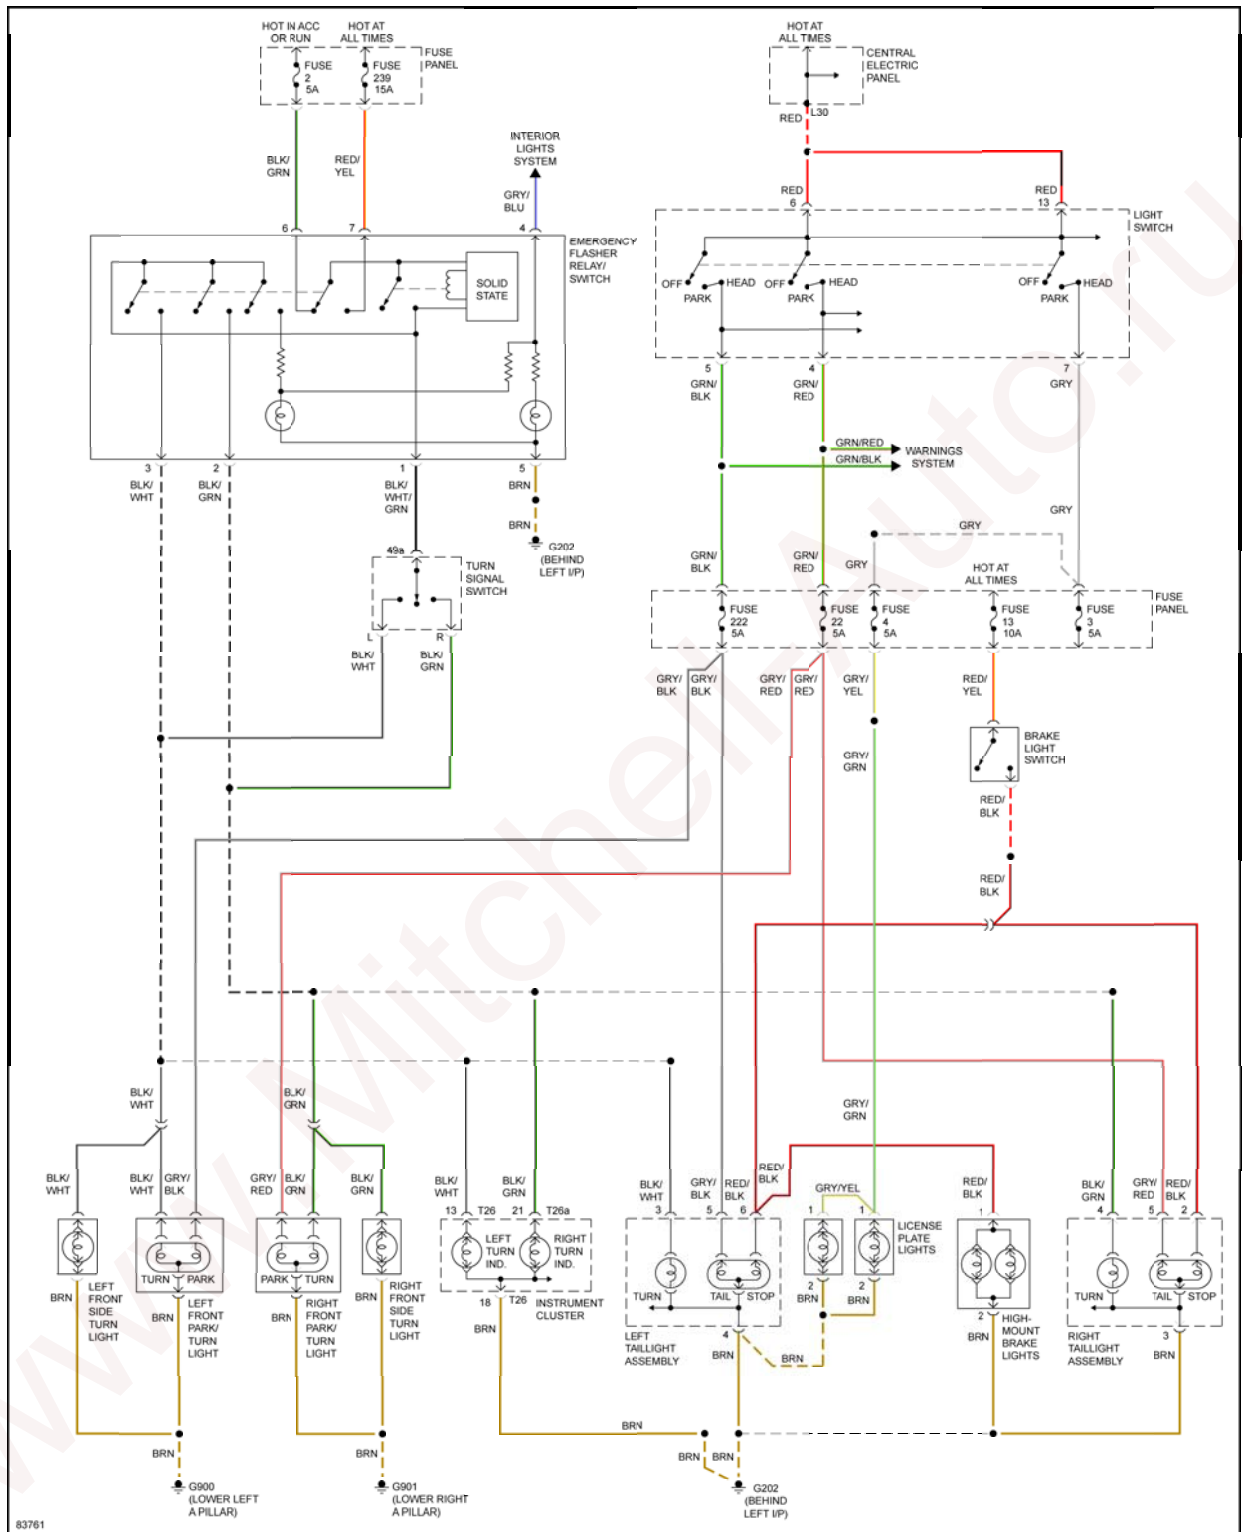 HOT IN ACC
OR RUN
HOT AT
ALL TIMES
FUSE
PANEL
FUSE
2
5A
FUSE
239
15A
HOT AT
ALL TIMES
CENTRAL
ELECTRIC
PANEL
L30
RED
BLK/
GRN
RED/
YEL
INTERIOR
LIGHTS
SYSTEM
GRY/
BLU
6
7
4
RED
6
RED
13
LIGHT
SWITCH
EMERGENCY
FLASHER
RELAY/
SWITCH
SOLID
STATE
OFF
PARK
HEAD
OFF
PARK
HEAD
OFF
PARK
HEAD
5
GRN/
BLK
4
GRN/
RED
7
GRY
GRN/RED
GRN/BLK
WARNINGS
SYSTEM
3
BLK/
WHT
2
BLK/
GRN
1
BLK/
WHT/
GRN
5
BRN
BRN
G202
(BEHIND
LEFT I/P)
49a
TURN
SIGNAL
SWITCH
L
R
BLK/
WHT
BLK/
GRN
GRY
GRY
GRN/
BLK
GRN/
RED
GRY
HOT AT
ALL TIMES
FUSE
PANEL
FUSE
222
5A
FUSE
22
5A
FUSE
4
5A
FUSE
13
10A
FUSE
3
5A
GRY/
BLK
GRY/
BLK
GRY/
RED
GRY/
RED
GRY/
YEL
RED/
YEL
GRY/
GRN
BRAKE
LIGHT
SWITCH
RED/
BLK
RED/
BLK
BLK/
WHT
BLK/
GRN
GRY/
GRN
BLK/
WHT
BLK/
WHT
GRY/
BLK
GRY/
RED
BLK/
GRN
BLK/
GRN
BLK/
WHT
BLK/
GRN
BLK/
WHT
GRY/
BLK
RED/
BLK
RED/
BLK
GRY/YEL
RED/
BLK
BLK/
GRN
GRY/
RED
RED/
BLK
13
T26
21
T26a
3
5
6
1
1
1
4
5
2
LICENSE
PLATE
LIGHTS
TURN
PARK
PARK
TURN
LEFT
TURN
IND.
RIGHT
TURN
IND.
18
T26
INSTRUMENT
CLUSTER
TURN
TAIL
STOP
2
BRN
2
BRN
TURN
TAIL
STOP
BRN
LEFT
FRONT
SIDE
TURN
LIGHT
BRN
LEFT
FRONT
PARK/
TURN
LIGHT
BRN
RIGHT
FRONT
PARK/
TURN
LIGHT
BRN
RIGHT
FRONT
SIDE
TURN
LIGHT
BRN
LEFT
TAILLIGHT
ASSEMBLY
4
BRN
BRN
2
BRN
HIGH-
MOUNT
BRAKE
LIGHTS
RIGHT
TAILLIGHT
ASSEMBLY
3
BRN
BRN
BRN
BRN
BRN
BRN
G900
(LOWER LEFT
A PILLAR)
G901
(LOWER RIGHT
A PILLAR)
G202
(BEHIND
LEFT I/P)
83761
www.Mitchell-Auto.ru